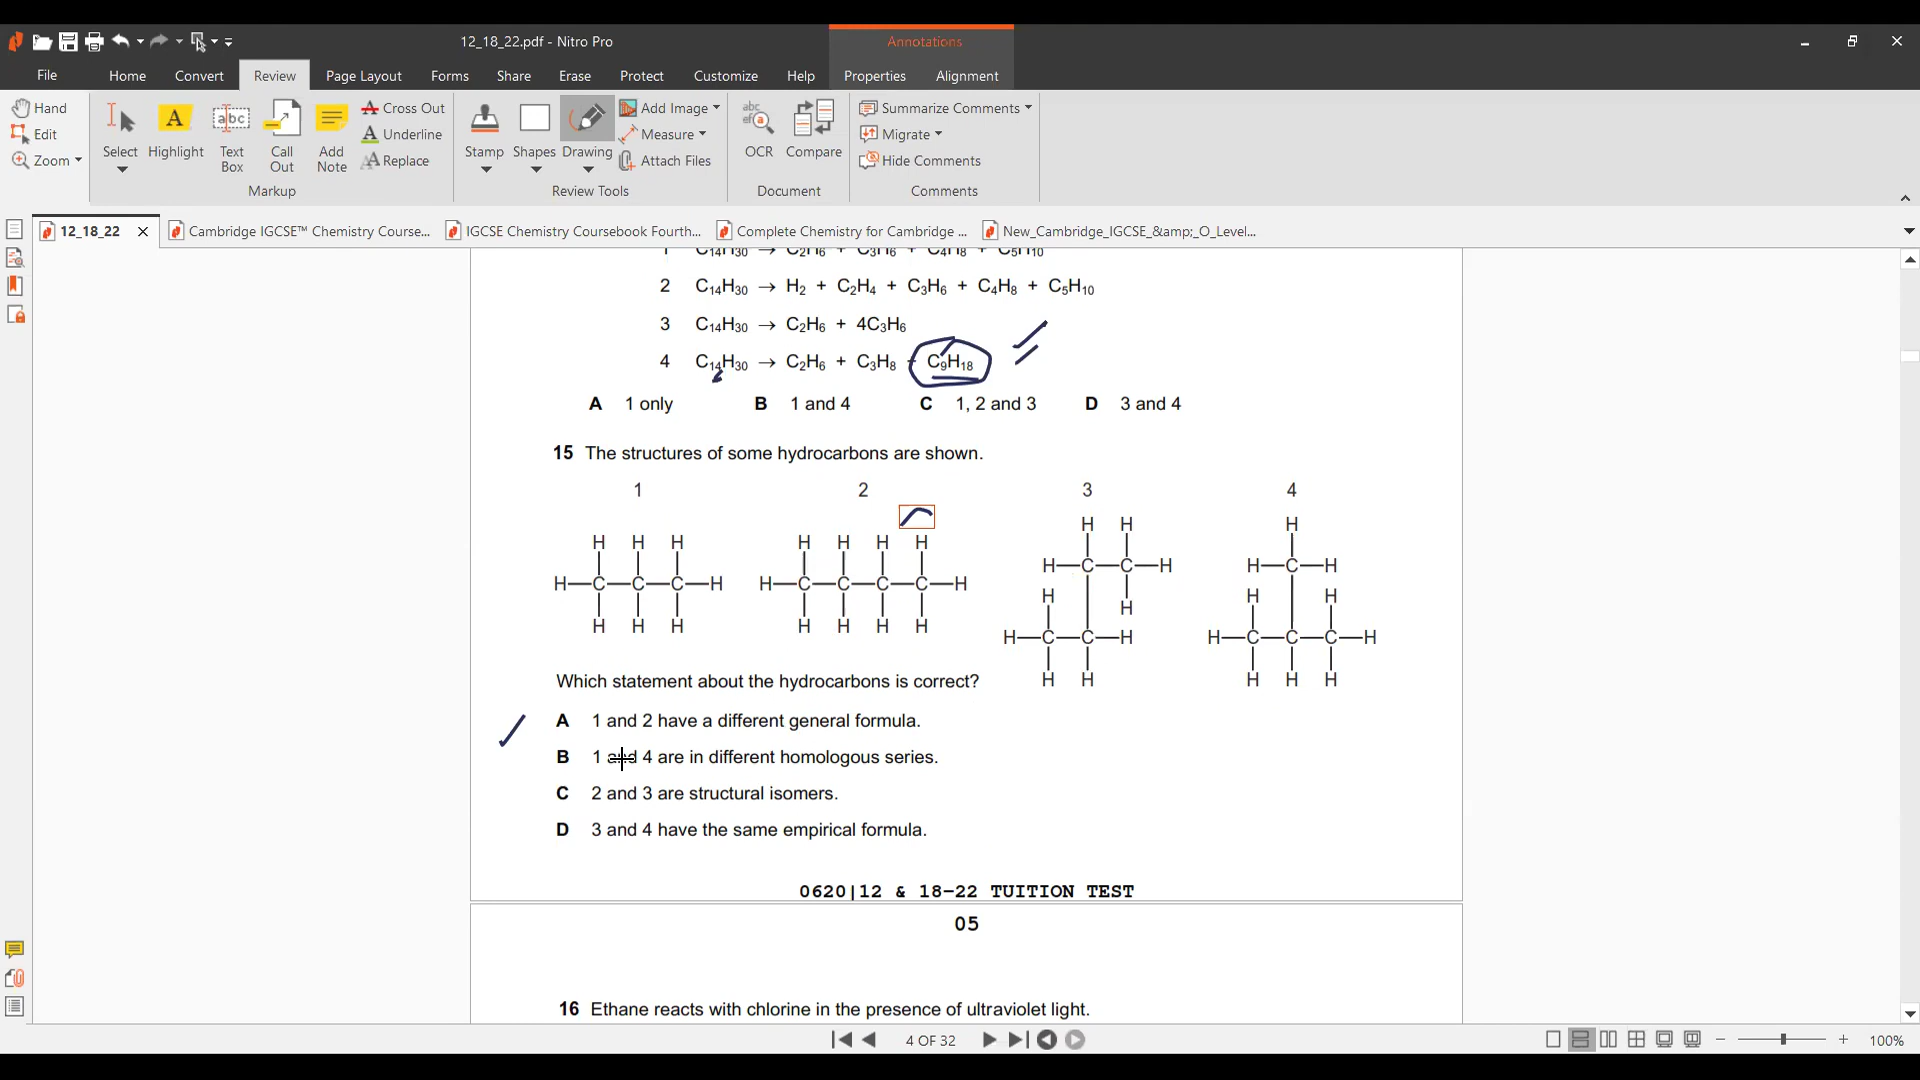 12_18_22.pdf - Nitro Pro
Annotations
File Home Convert Review Page Layout Forms Share Erase Protect Customize Help Properties Alignment
Hand
Edit
Zoom
Select
Highlight
Text Box
Call Out
Add Note
Cross Out
Underline
Replace
Markup
Stamp
Shapes
Drawing
Add Image
Measure
Attach Files
Review Tools
OCR
Compare
Document
Summarize Comments
Migrate
Hide Comments
Comments
12_18_22
Cambridge IGCSE™ Chemistry Course...
IGCSE Chemistry Coursebook Fourth...
Complete Chemistry for Cambridge ...
New_Cambridge_IGCSE_&amp;_O_Level...
1 C₁₄H₃₀ → C₂H₆ + C₃H₆ + C₄H₈ + C₅H₁₀
2 C₁₄H₃₀ → H₂ + C₂H₄ + C₃H₆ + C₄H₈ + C₅H₁₀
3 C₁₄H₃₀ → C₂H₆ + 4C₃H₆
4 C₁₄H₃₀ → C₂H₆ + C₃H₈ + C₉H₁₈
A 1 only B 1 and 4 C 1, 2 and 3 D 3 and 4
15 The structures of some hydrocarbons are shown.
1 2 3 4
H H
H
H H H
H H H H
H C C H
H C H
H C C C H
H C C C C H
H
H
H H
H H H
H H H H
H C C H
H C C C H
H H
H H H
Which statement about the hydrocarbons is correct?
A 1 and 2 have a different general formula.
B 1 and 4 are in different homologous series.
C 2 and 3 are structural isomers.
D 3 and 4 have the same empirical formula.
0620|12 & 18-22 TUITION TEST
05
16 Ethane reacts with chlorine in the presence of ultraviolet light.
4 OF 32
100%